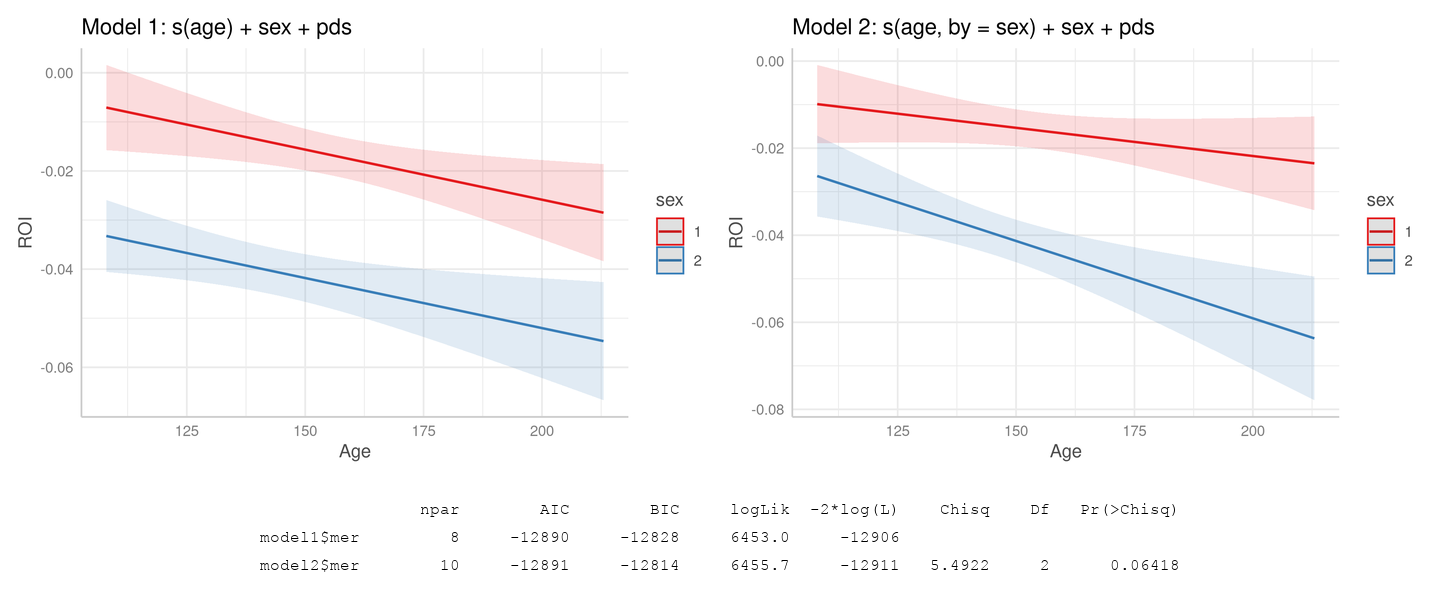 Model 1: s(age) + sex + pds
0.00
-0.02
-0.04
-0.06
ROI
125 150 175 200
Age
sex
1
2
Model 2: s(age, by = sex) + sex + pds
0.00
-0.02
-0.04
-0.06
-0.08
ROI
125 150 175 200
Age
sex
1
2
npar AIC BIC logLik -2*log(L) Chisq Df Pr(>Chisq)
model1$mer 8 -12890 -12828 6453.0 -12906
model2$mer 10 -12891 -12814 6455.7 -12911 5.4922 2 0.06418